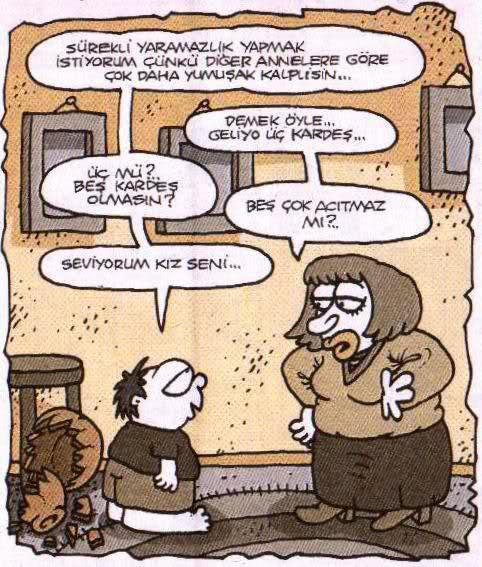 SÜREKLİ YARAMAZLIK YAPMAK
İSTİYORUM ÇÜNKÜ DİĞER ANNELERE GÖRE
ÇOK DAHA YUMUŞAK KALPLİSİN...
DEMEK ÖYLE...
GELİYO ÜÇ KARDEŞ...
ÜÇ MÜ?..
BEŞ KARDEŞ
OLMASIN?
BEŞ ÇOK ACITMAZ
MI?..
SEVİYORUM KIZ SENİ...